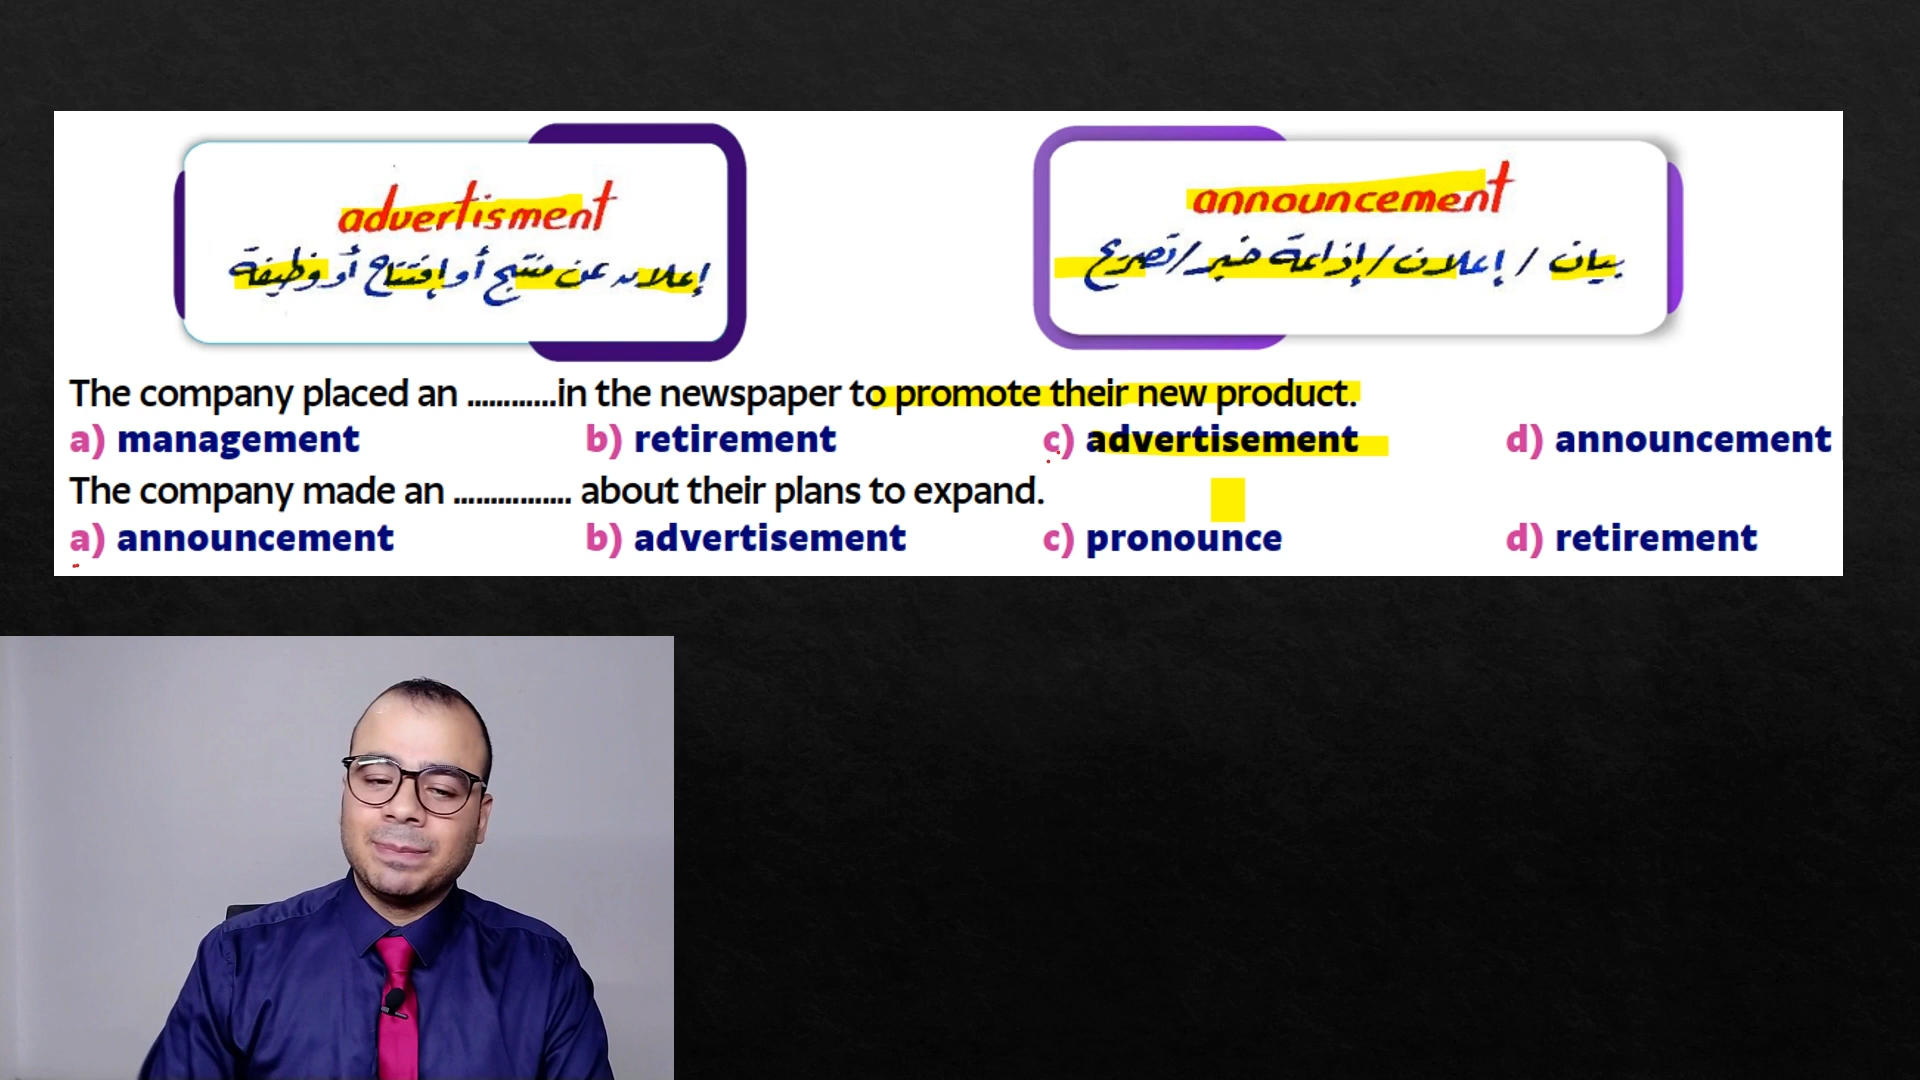 advertisment
إعلان عن منتج أو إفتتاح أو وظيفة
announcement
بيان / إعلان / إذاعة خبر / تصريح
The company placed an ............in the newspaper to promote their new product.
a) management b) retirement c) advertisement d) announcement
The company made an ............... about their plans to expand.
a) announcement b) advertisement c) pronounce d) retirement